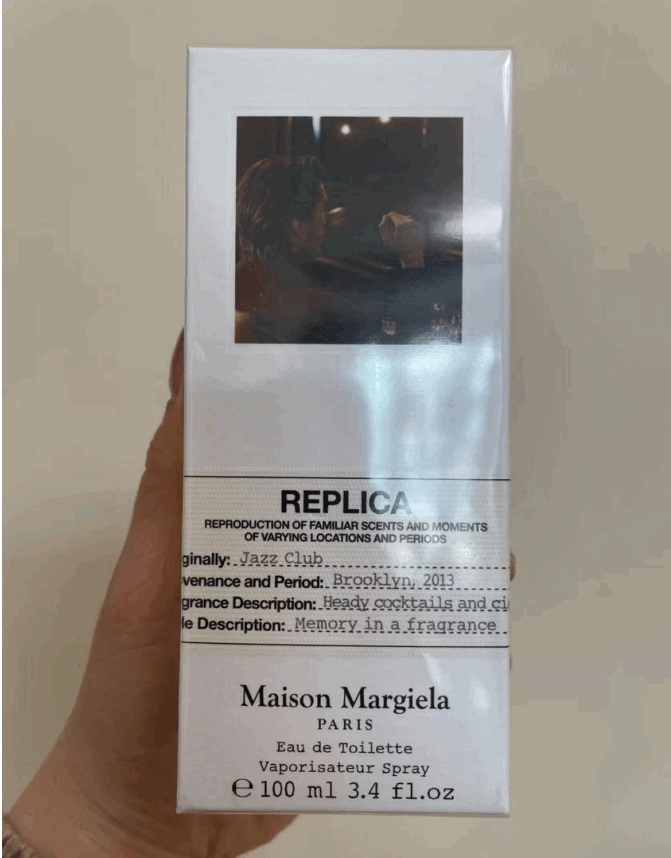 REPLICA
REPRODUCTION OF FAMILIAR SCENTS AND MOMENTS
OF VARYING LOCATIONS AND PERIODS
ginally: Jazz Club
venance and Period: Brooklyn, 2013
grance Description: Heady cocktails and ci
le Description: Memory in a fragrance
Maison Margiela
PARIS
Eau de Toilette
Vaporisateur Spray
℮ 100 ml 3.4 fl.oz